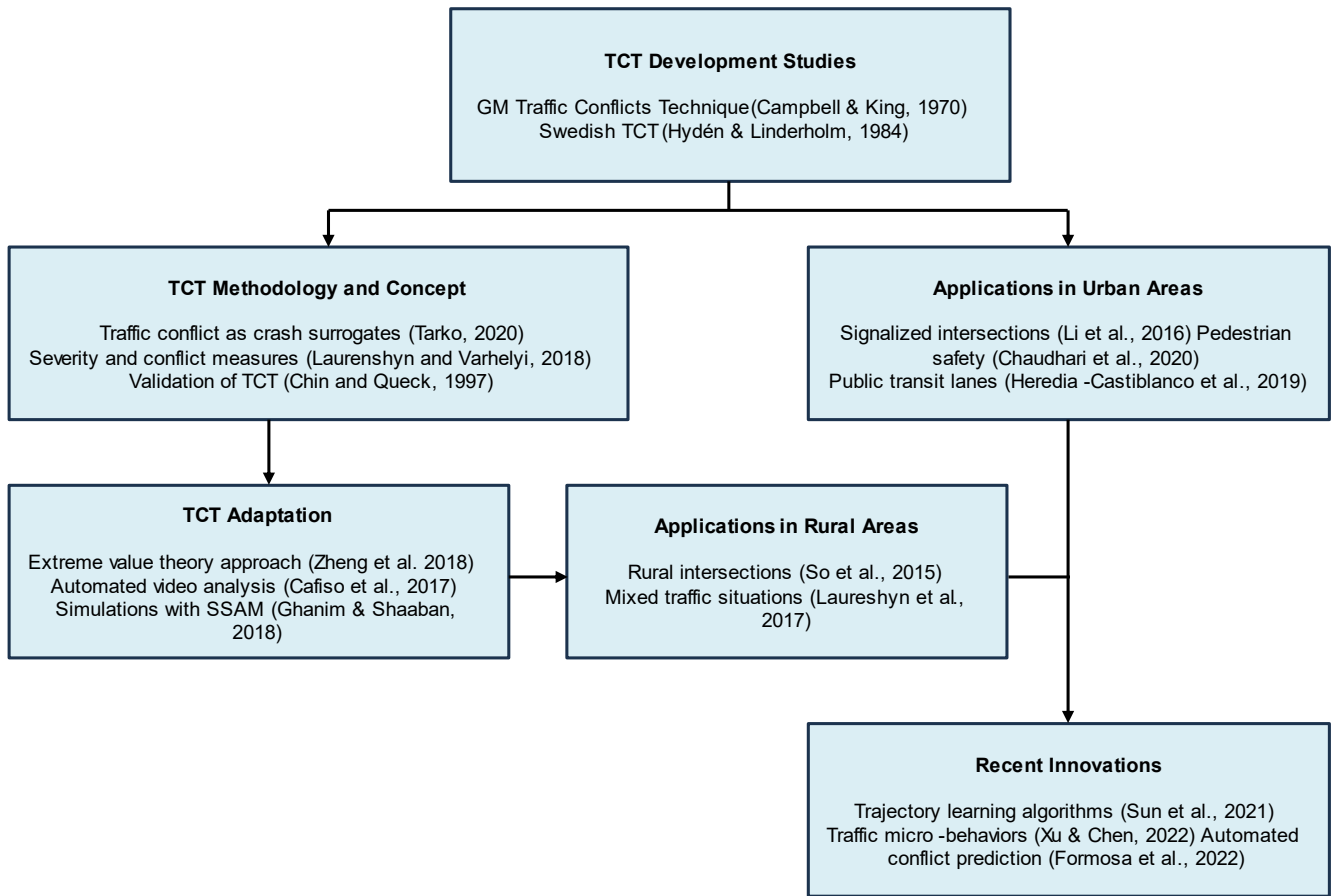 TCT Development Studies
GM Traffic Conflicts Technique(Campbell & King, 1970)
Swedish TCT (Hydén & Linderholm, 1984)
TCT Methodology and Concept
Traffic conflict as crash surrogates (Tarko, 2020)
Severity and conflict measures (Laurenshyn and Varhelyi, 2018)
Validation of TCT (Chin and Queck, 1997)
Applications in Urban Areas
Signalized intersections (Li et al., 2016) Pedestrian
safety (Chaudhari et al., 2020)
Public transit lanes (Heredia -Castiblanco et al., 2019)
TCT Adaptation
Extreme value theory approach (Zheng et al. 2018)
Automated video analysis (Cafiso et al., 2017)
Simulations with SSAM (Ghanim & Shaaban,
2018)
Applications in Rural Areas
Rural intersections (So et al., 2015)
Mixed traffic situations (Laureshyn et al.,
2017)
Recent Innovations
Trajectory learning algorithms (Sun et al., 2021)
Traffic micro -behaviors (Xu & Chen, 2022) Automated
conflict prediction (Formosa et al., 2022)